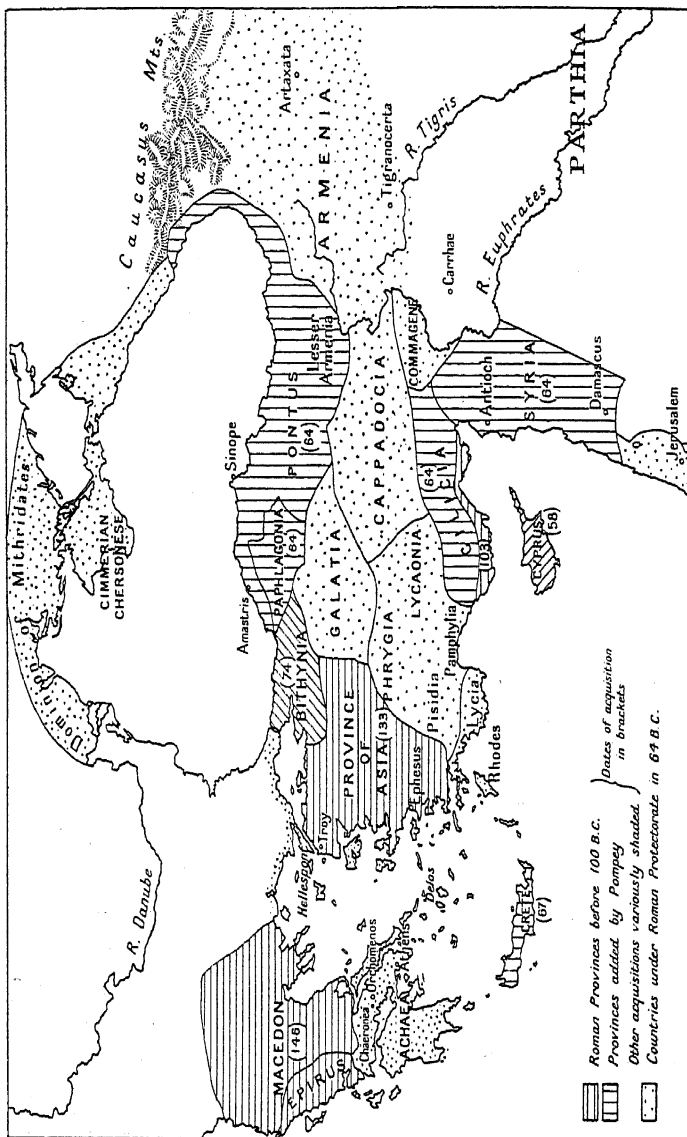 Caucasus Mts
Artaxata
ARMENIA
Tigranocerta
R. Tigris
PARTHIA
R. Euphrates
Carrhae
Dominion of Mithridates
CIMMERIAN
CHERSONESE
Sinope
PONTUS
(64)
Lesser
Armenia
Amastris
PAPHLAGONIA
(64)
BITHYNIA
(74)
GALATIA
CAPPADOCIA
COMMAGENE
LYCAONIA
PHRYGIA
CILICIA
(64)
(103)
Antioch
SYRIA
(64)
Damascus
Jerusalem
CYPRUS
(58)
Pamphylia
Pisidia
Lycia
Rhodes
PROVINCE
OF
ASIA (133)
Ephesus
Troy
Hellespont
Delos
R. Danube
MACEDON
(148)
EPIRUS
Chaeronea
Orchomenos
Athens
ACHAEA
CRETE
(67)
Roman Provinces before 100 B.C.
Provinces added by Pompey
Other acquisitions variously shaded.
Dates of acquisition
in brackets
Countries under Roman Protectorate in 64 B.C.